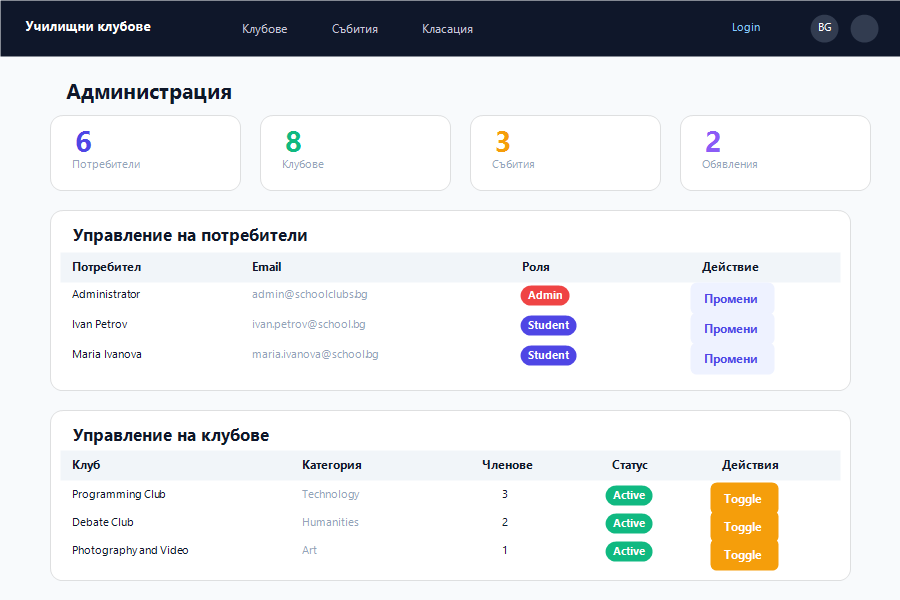 Училищни клубове Клубове Събития Класация Login BG
Администрация
6 8 3 2
Потребители Клубове Събития Обявления
Управление на потребители
Потребител Email Роля Действие
Administrator admin@schoolclubs.bg Admin Промени
Ivan Petrov ivan.petrov@school.bg Student Промени
Maria Ivanova maria.ivanova@school.bg Student Промени
Управление на клубове
Клуб Категория Членове Статус Действия
Programming Club Technology 3 Active Toggle
Debate Club Humanities 2 Active Toggle
Photography and Video Art 1 Active Toggle